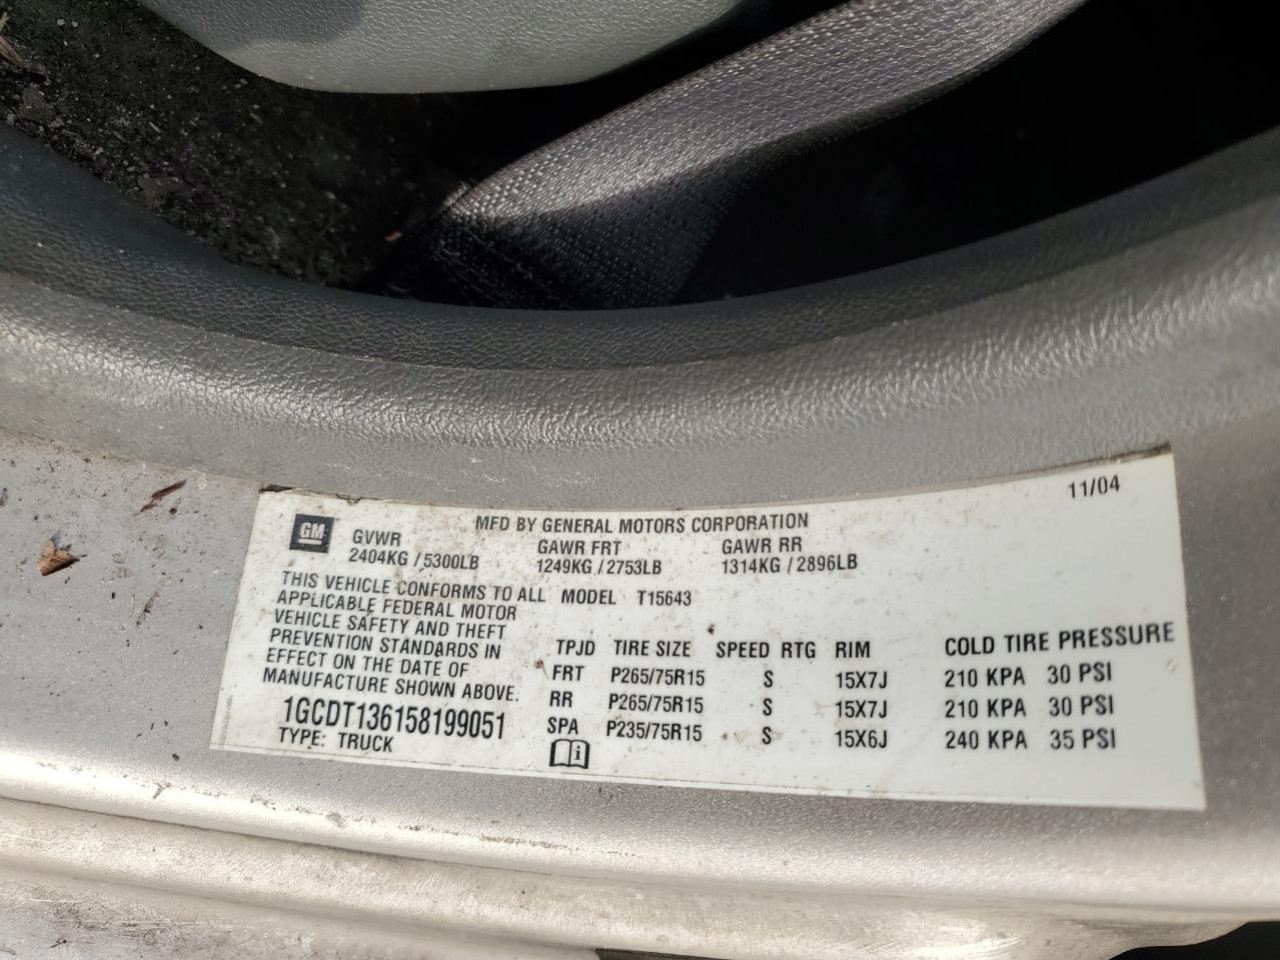 11/04
MFD BY GENERAL MOTORS CORPORATION
GM
GVWR GAWR FRT GAWR RR
2404KG / 5300LB 1249KG / 2753LB 1314KG / 2896LB
THIS VEHICLE CONFORMS TO ALL
APPLICABLE FEDERAL MOTOR
VEHICLE SAFETY AND THEFT
PREVENTION STANDARDS IN
EFFECT ON THE DATE OF
MANUFACTURE SHOWN ABOVE.
1GCDT136158199051
TYPE: TRUCK
MODEL T15643
TPJD TIRE SIZE SPEED RTG RIM COLD TIRE PRESSURE
FRT P265/75R15 S 15X7J 210 KPA 30 PSI
RR P265/75R15 S 15X7J 210 KPA 30 PSI
SPA P235/75R15 S 15X6J 240 KPA 35 PSI